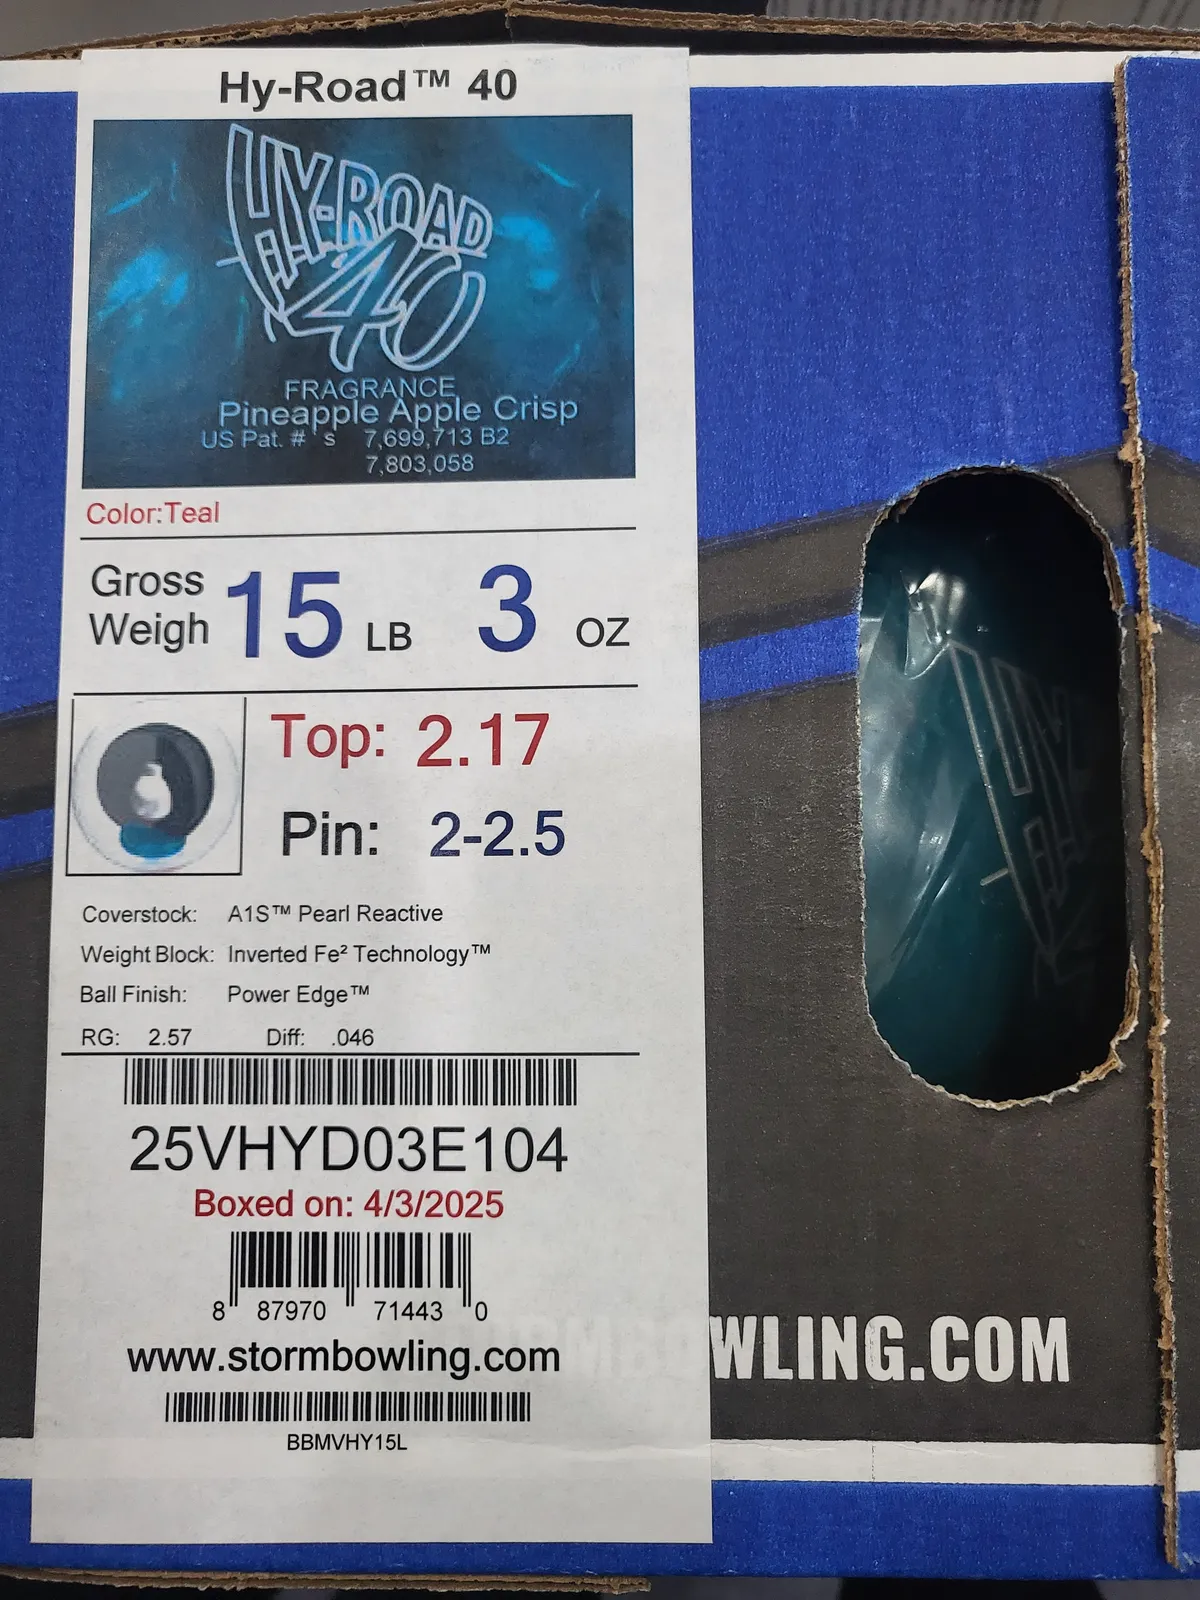 Hy-Road™ 40
HY-ROAD
40
FRAGRANCE
Pineapple Apple Crisp
US Pat. # 's 7,699,713 B2
7,803,058
Color:Teal
Gross
Weigh 15 LB 3 OZ
Top: 2.17
Pin: 2-2.5
Coverstock: A1S™ Pearl Reactive
Weight Block: Inverted Fe² Technology™
Ball Finish: Power Edge™
RG: 2.57 Diff: .046
25VHYD03E104
Boxed on: 4/3/2025
8 87970 71443 0
www.stormbowling.com
BBMVHY15L
WLING.COM